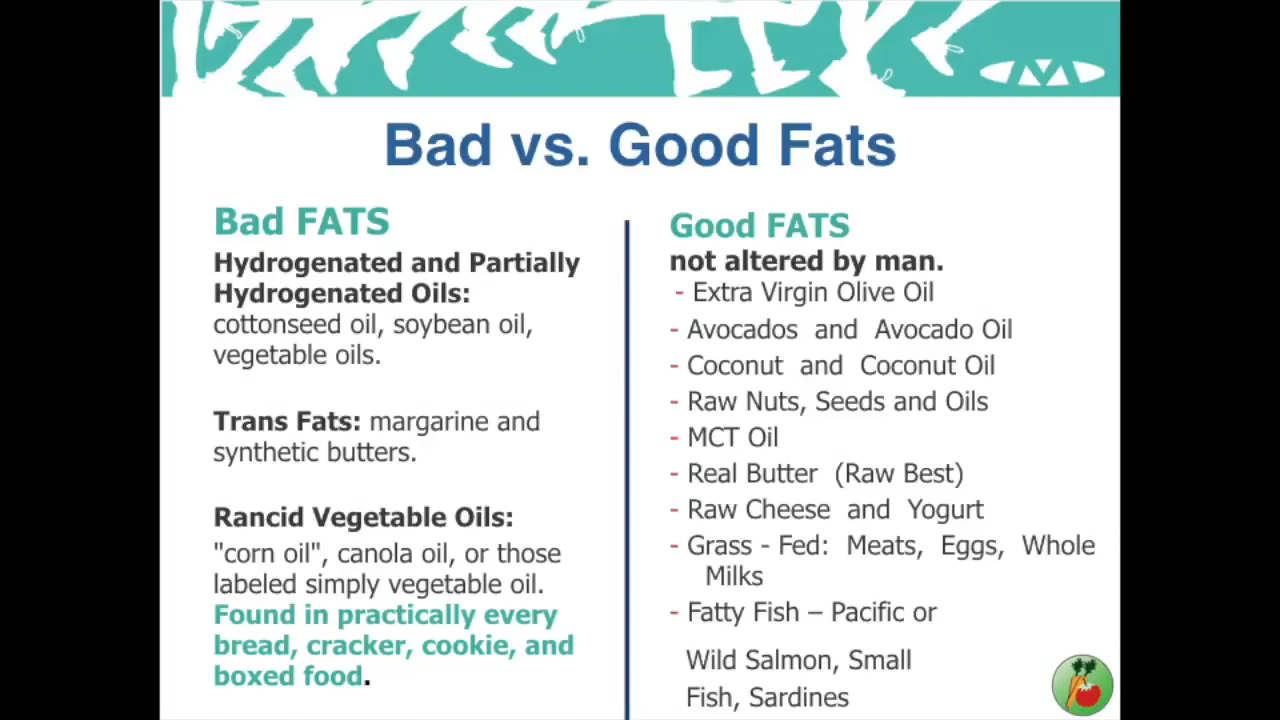 Bad vs. Good Fats
Bad FATS
Hydrogenated and Partially
Hydrogenated Oils:
cottonseed oil, soybean oil,
vegetable oils.
Trans Fats: margarine and
synthetic butters.
Rancid Vegetable Oils:
"corn oil", canola oil, or those
labeled simply vegetable oil.
Found in practically every
bread, cracker, cookie, and
boxed food.
Good FATS
not altered by man.
- Extra Virgin Olive Oil
- Avocados and Avocado Oil
- Coconut and Coconut Oil
- Raw Nuts, Seeds and Oils
- MCT Oil
- Real Butter (Raw Best)
- Raw Cheese and Yogurt
- Grass - Fed: Meats, Eggs, Whole
Milks
- Fatty Fish – Pacific or
Wild Salmon, Small
Fish, Sardines